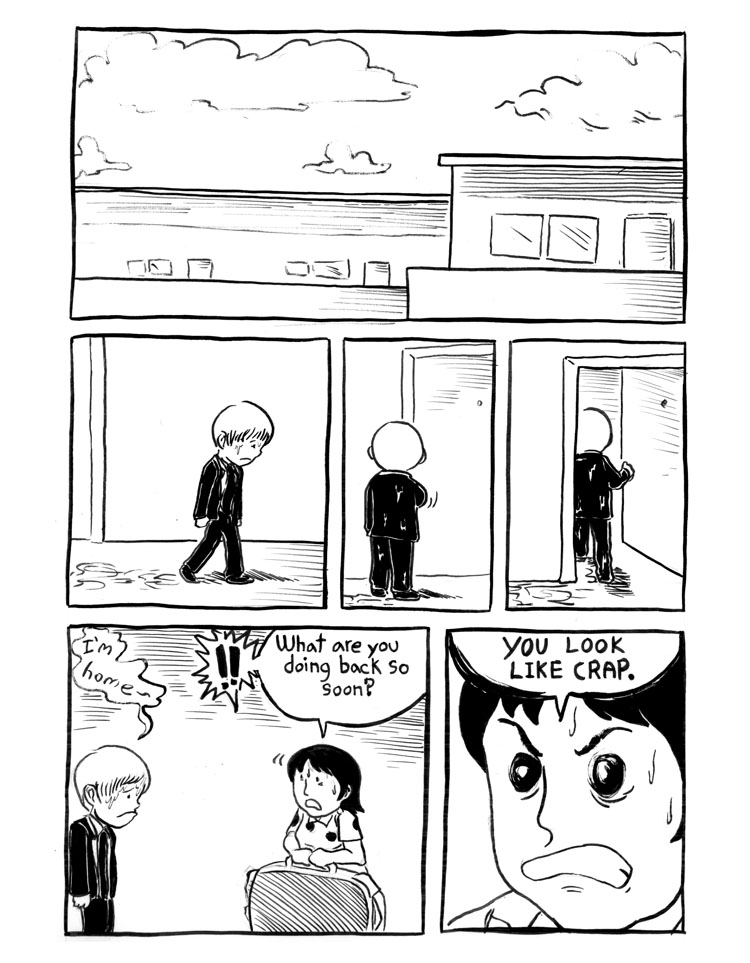 I'm
home~
!!
What are you
doing back so
soon?
YOU LOOK
LIKE CRAP.